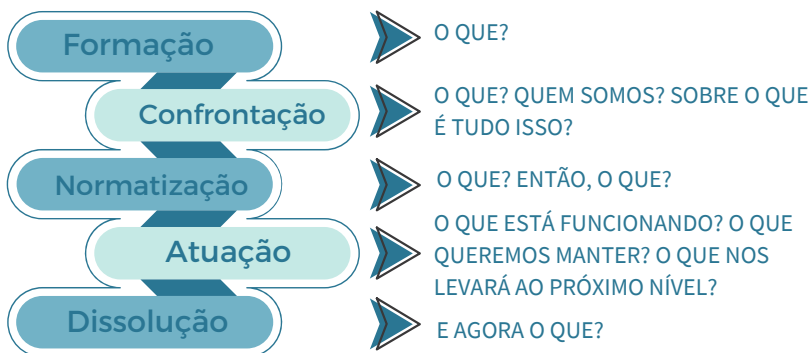 Formação
O QUE?
Confrontação
O QUE? QUEM SOMOS? SOBRE O QUE
É TUDO ISSO?
Normatização
O QUE? ENTÃO, O QUE?
Atuação
O QUE ESTÁ FUNCIONANDO? O QUE
QUEREMOS MANTER? O QUE NOS
LEVARÁ AO PRÓXIMO NÍVEL?
Dissolução
E AGORA O QUE?